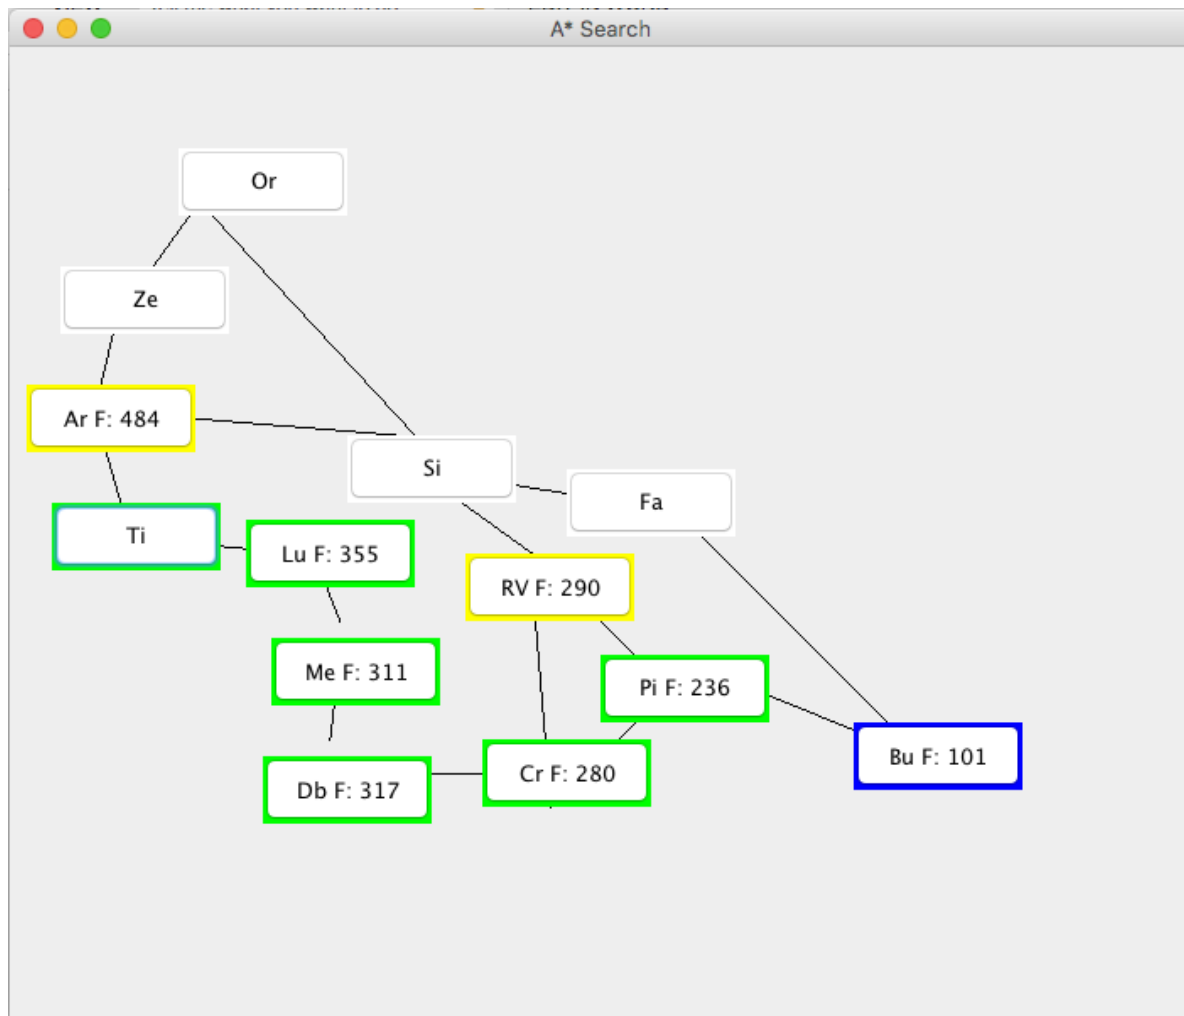 A* Search
Or
Ze
Ar F: 484
Si
Fa
Ti
Lu F: 355
RV F: 290
Me F: 311
Pi F: 236
Bu F: 101
Cr F: 280
Db F: 317